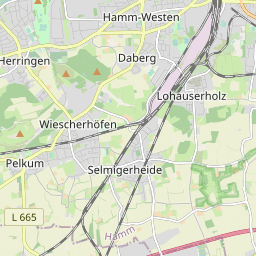 Hamm-Westen
Daberg
Herringen
Lohauserholz
Wiescherhöfen
Pelkum
Selmigerheide
L 665
Hamm